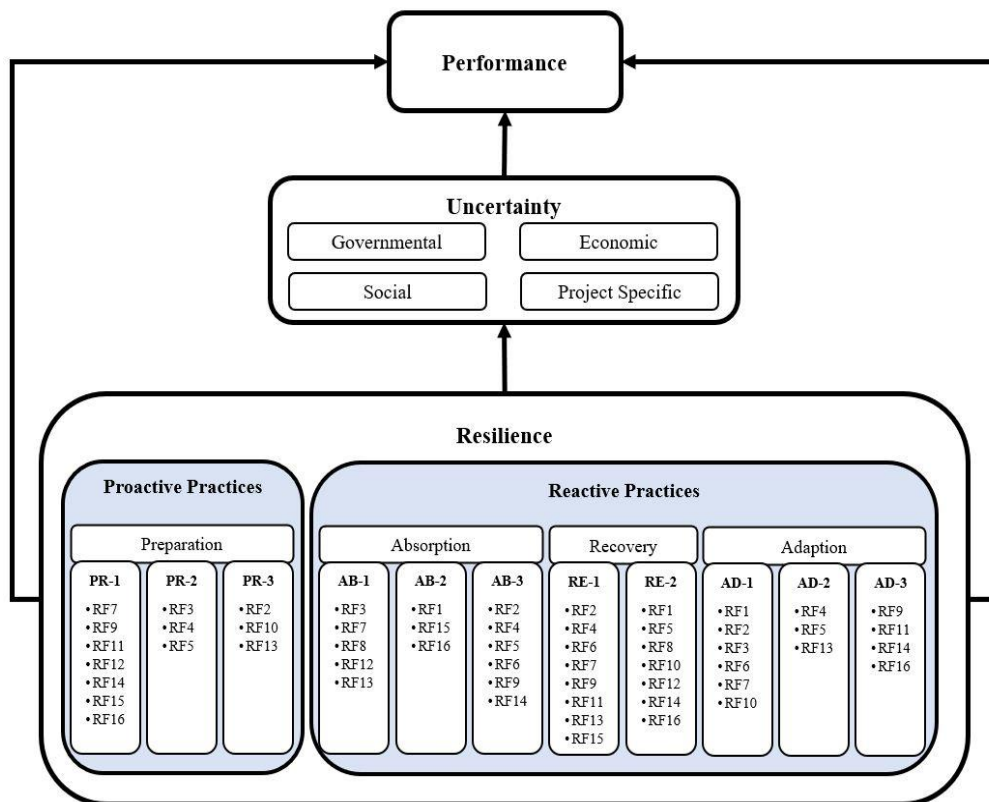 Performance
Uncertainty
Governmental
Economic
Social
Project Specific
Resilience
Proactive Practices
Reactive Practices
Preparation
Absorption
Recovery
Adaption
PR-1
•RF7
•RF9
•RF11
•RF12
•RF14
•RF15
•RF16
PR-2
•RF3
•RF4
•RF5
PR-3
•RF2
•RF10
•RF13
AB-1
•RF3
•RF7
•RF8
•RF12
•RF13
AB-2
•RF1
•RF15
•RF16
AB-3
•RF2
•RF4
•RF5
•RF6
•RF9
•RF14
RE-1
•RF2
•RF4
•RF6
•RF7
•RF9
•RF11
•RF13
•RF15
RE-2
•RF1
•RF5
•RF8
•RF10
•RF12
•RF14
•RF16
AD-1
•RF1
•RF2
•RF3
•RF6
•RF7
•RF10
AD-2
•RF4
•RF5
•RF13
AD-3
•RF9
•RF11
•RF14
•RF16